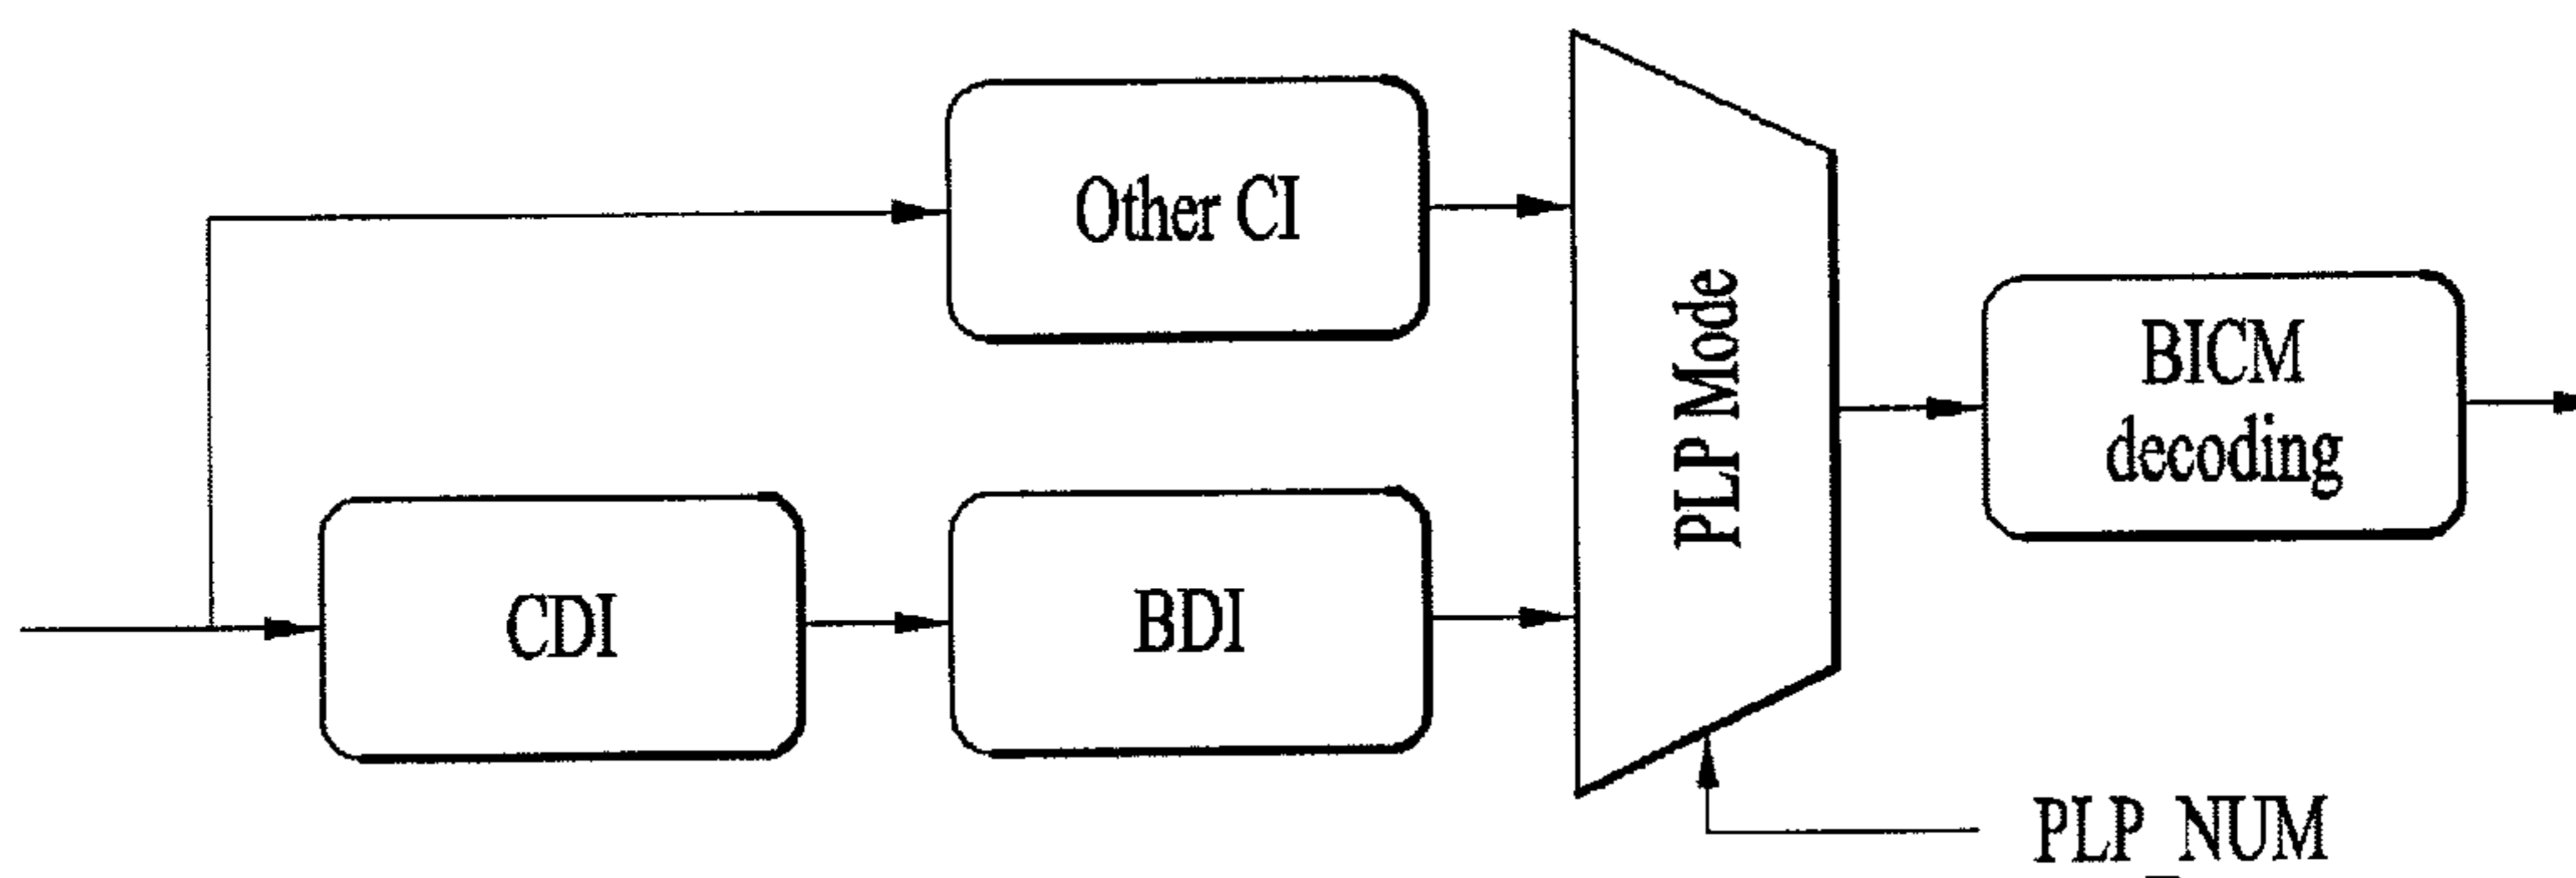 Other CI
PLP Mode
BICM
decoding
CDI
BDI
PLP_NUM